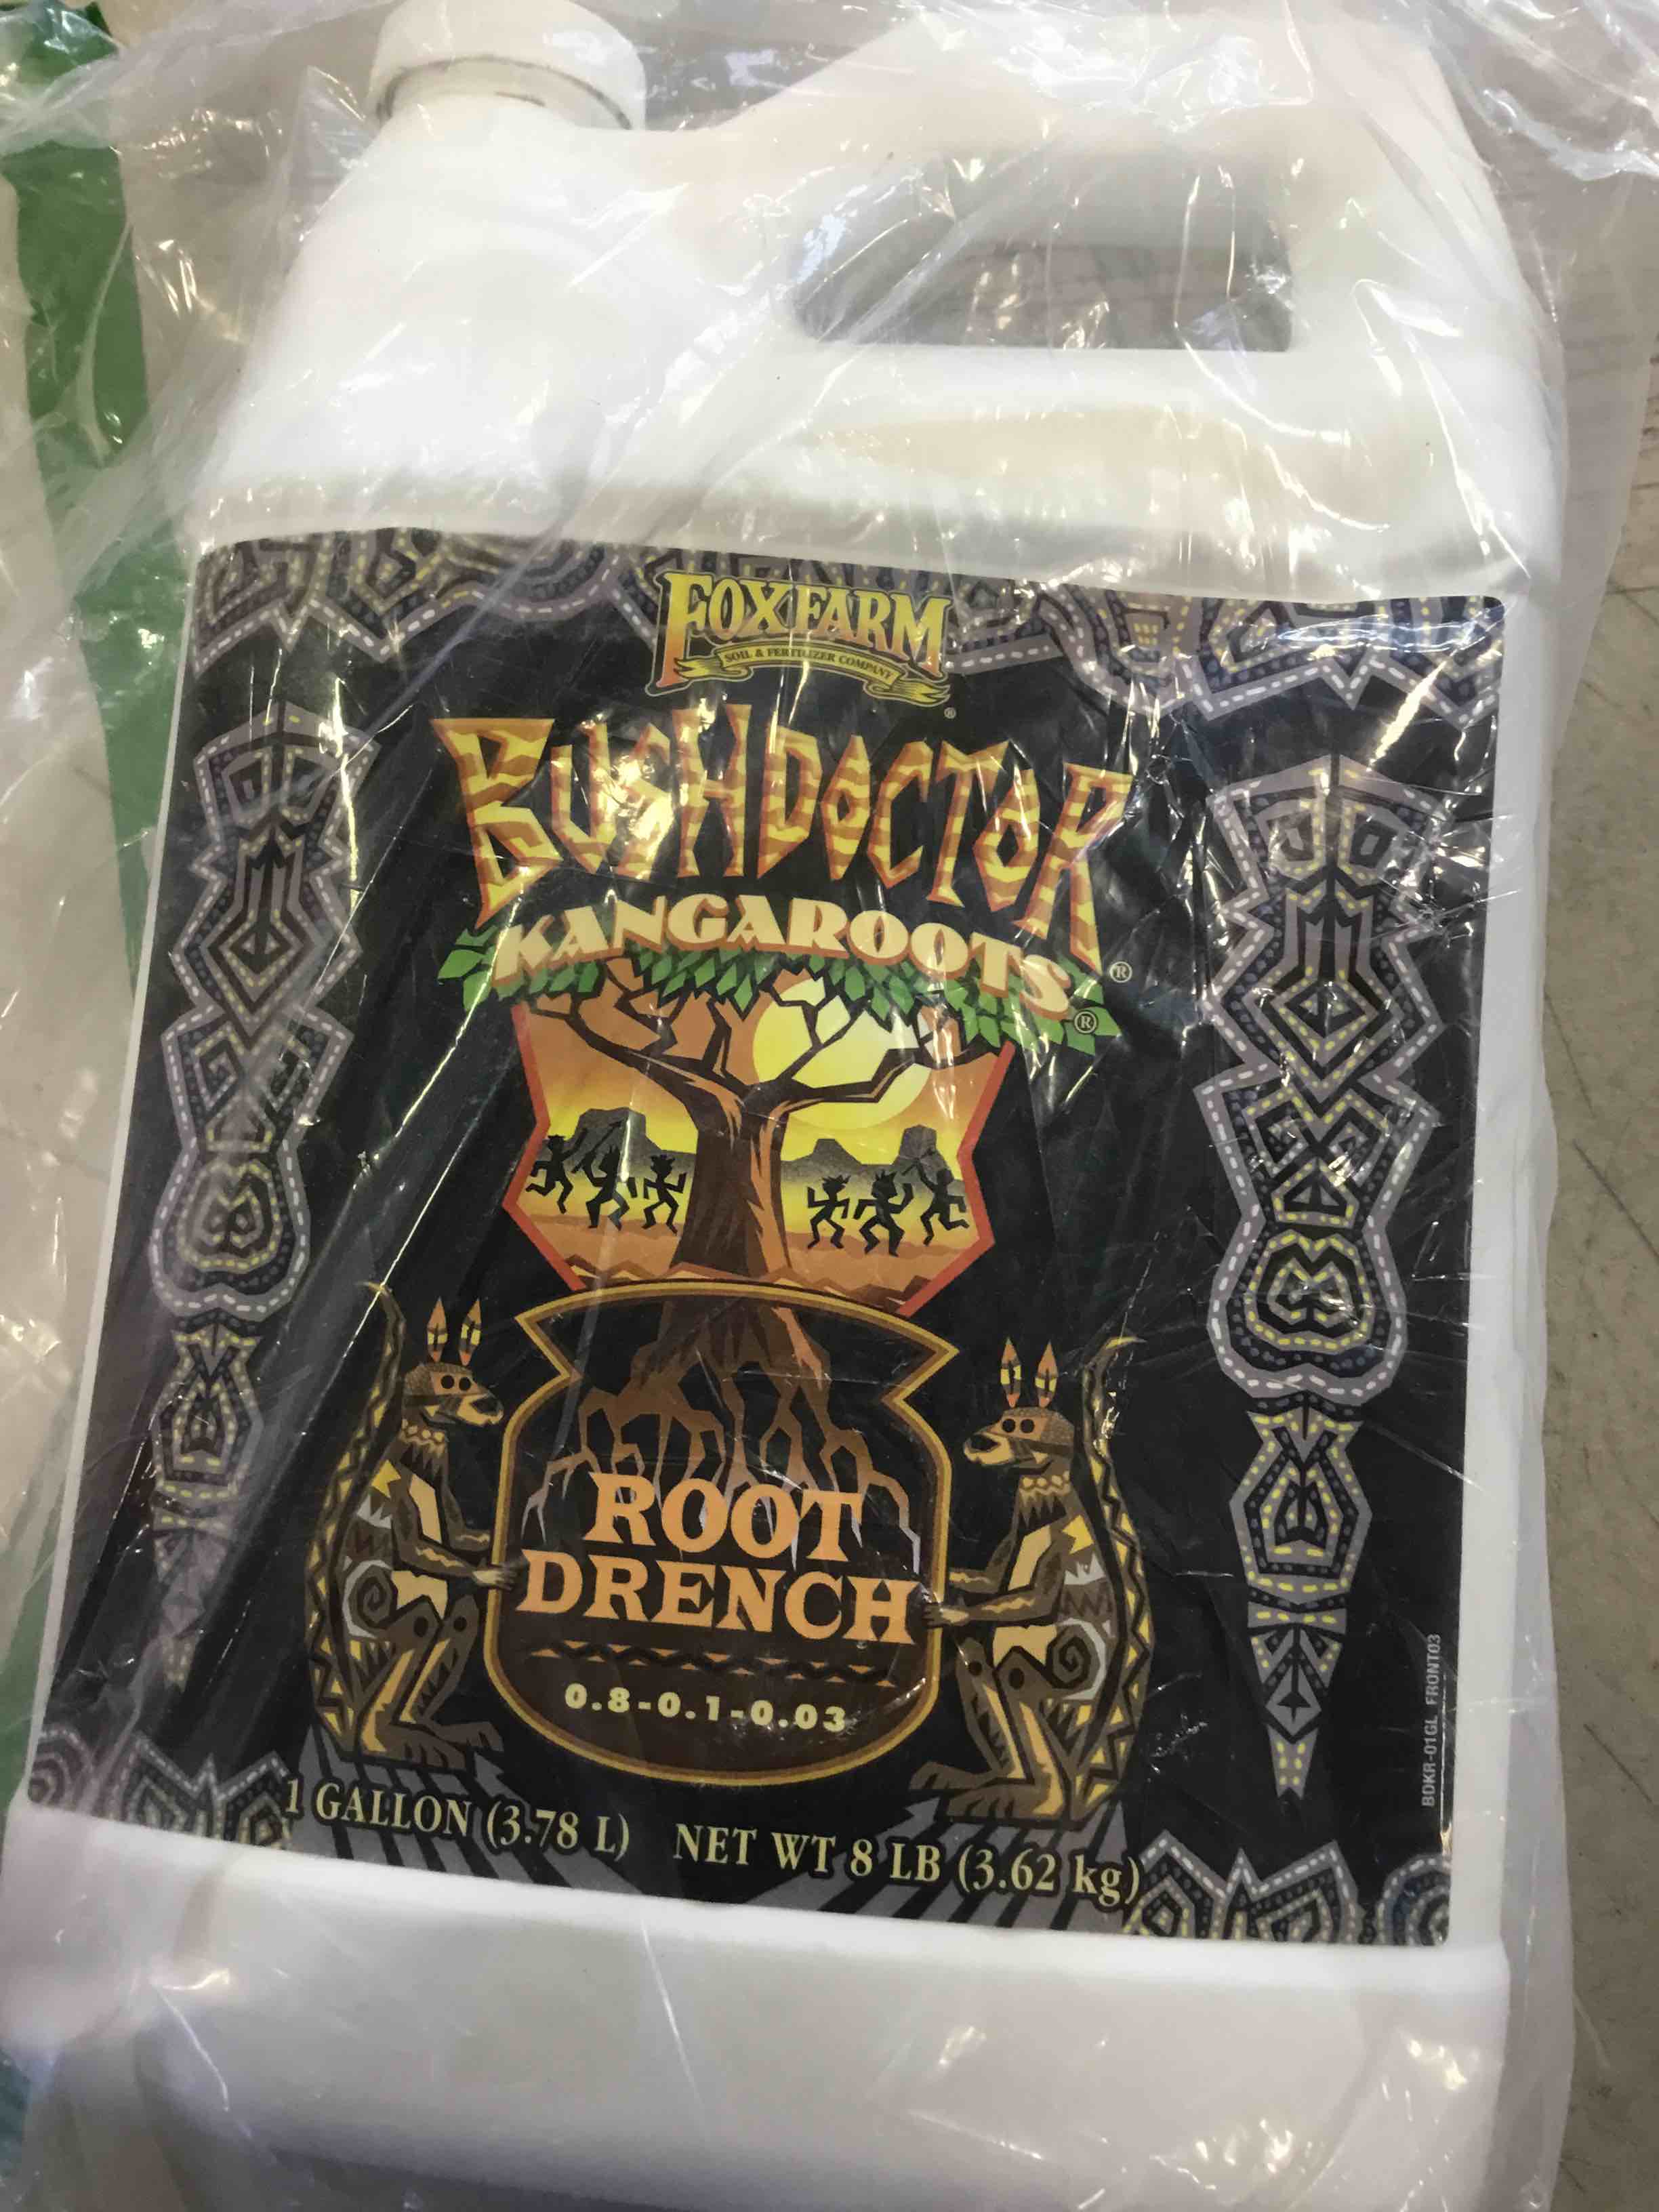 FOXFARM
SOIL & FERTILIZER COMPANY
®
BUSHDOCTOR
®
KANGAROOTS
®
ROOT
DRENCH
0.8-0.1-0.03
1 GALLON (3.78 L) NET WT 8 LB (3.62 kg)
BDKR-01GL FRONT03